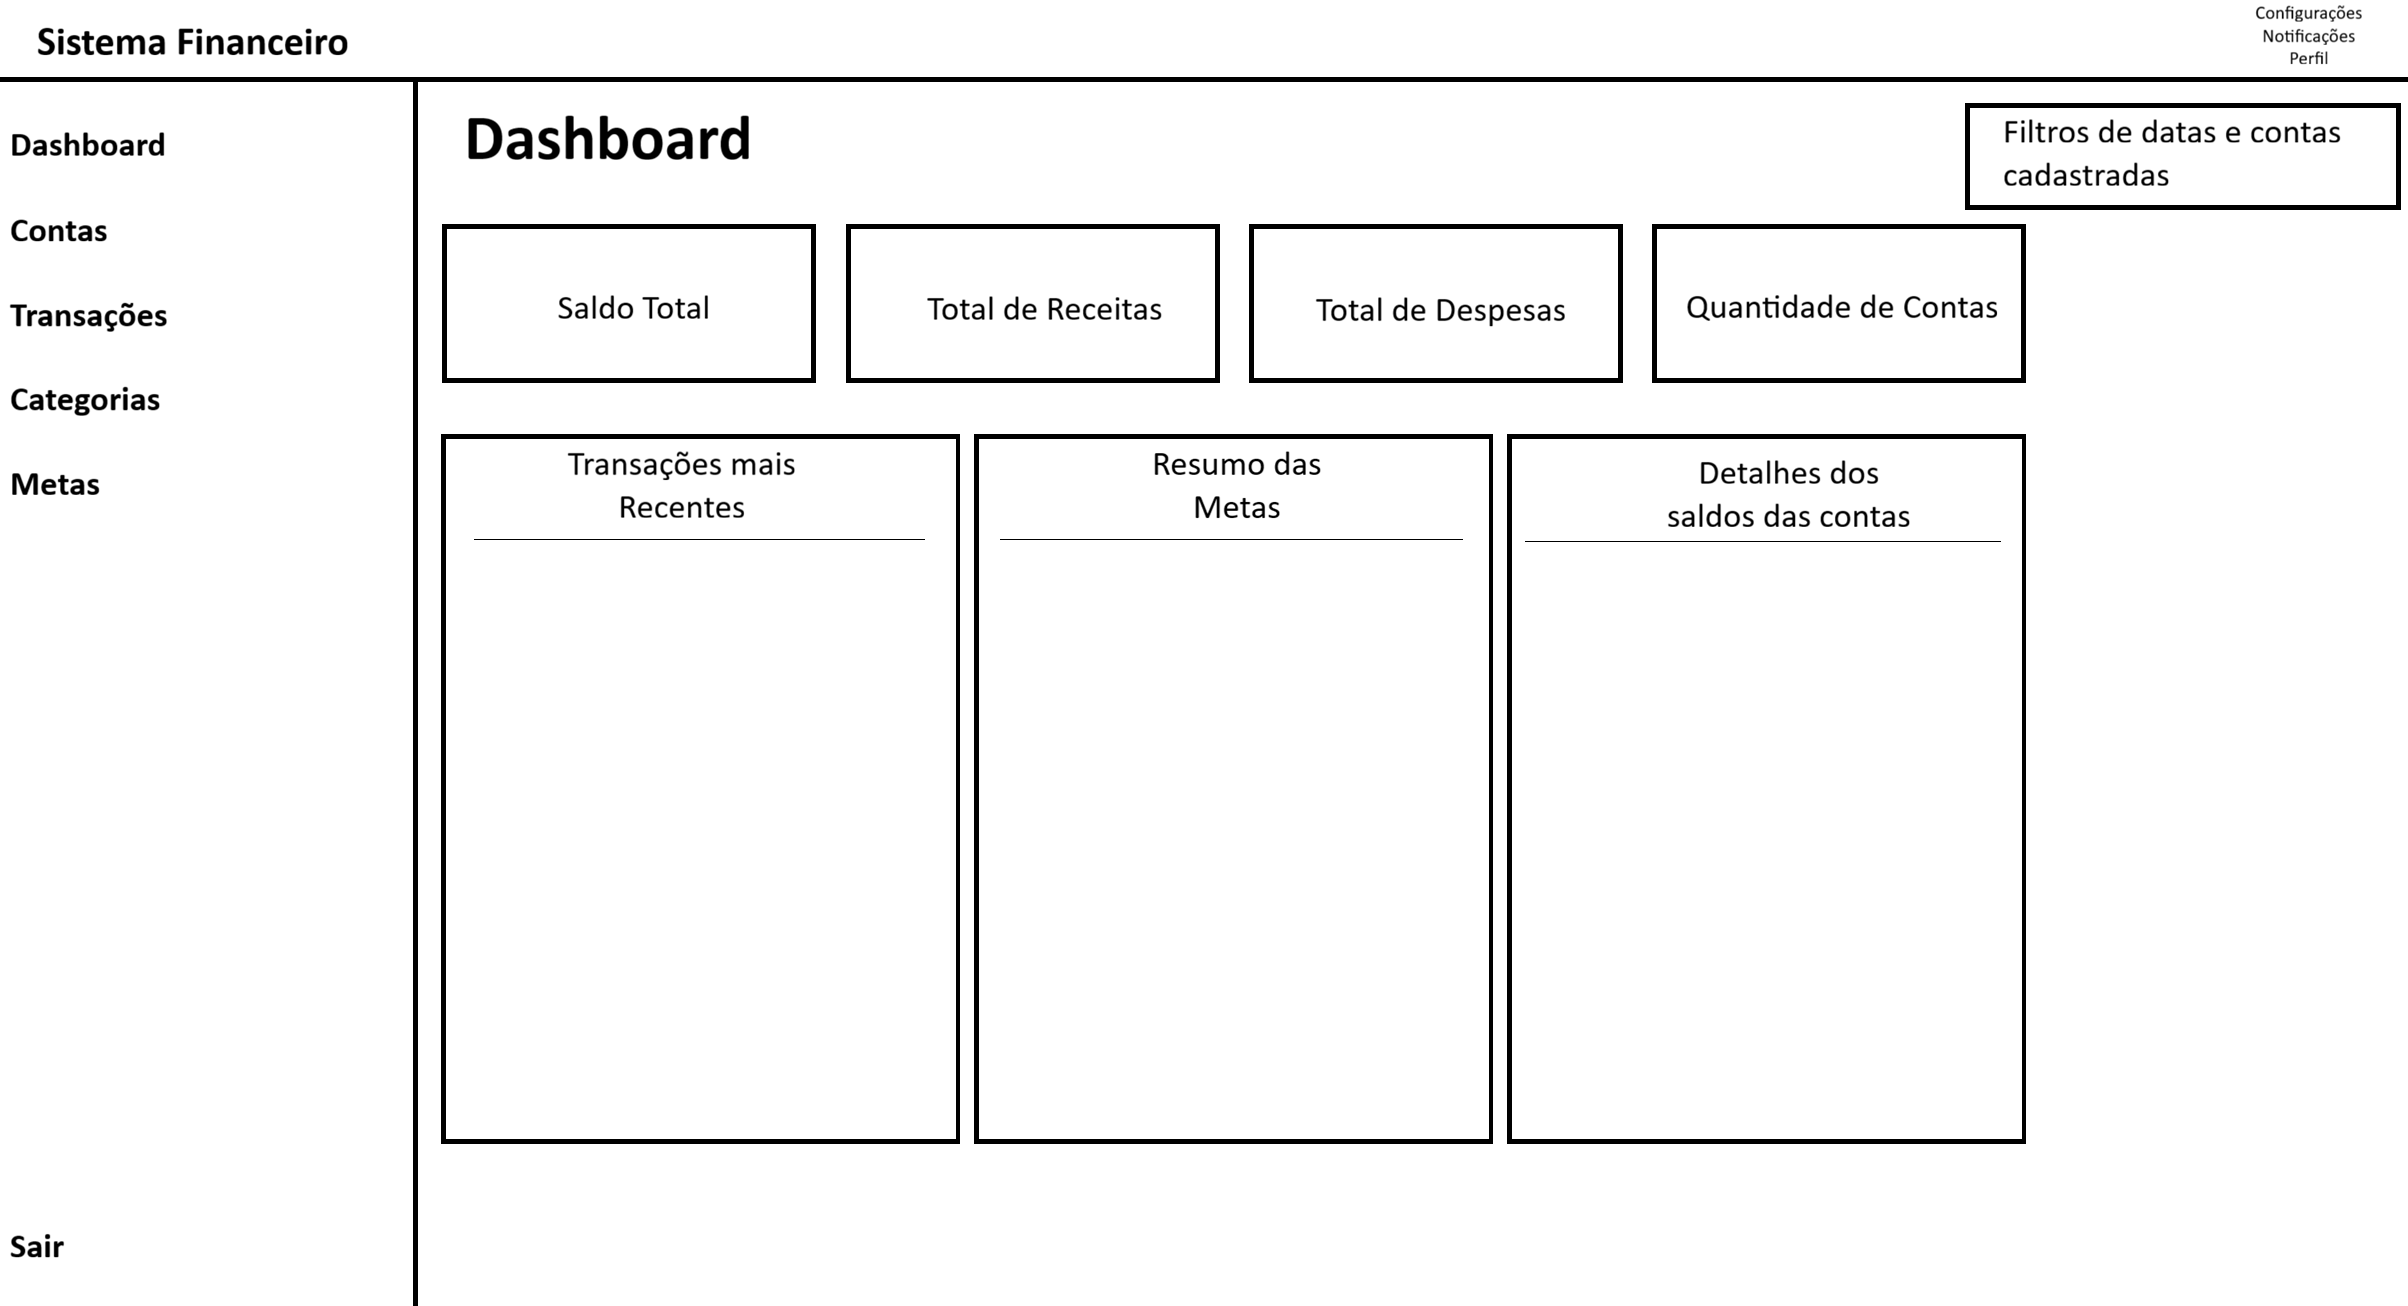 Sistema Financeiro
Configurações
Notificações
Perfil
Dashboard
Contas
Transações
Categorias
Metas
Sair
Dashboard
Filtros de datas e contas
cadastradas
Saldo Total
Total de Receitas
Total de Despesas
Quantidade de Contas
Transações mais
Recentes
Resumo das
Metas
Detalhes dos
saldos das contas